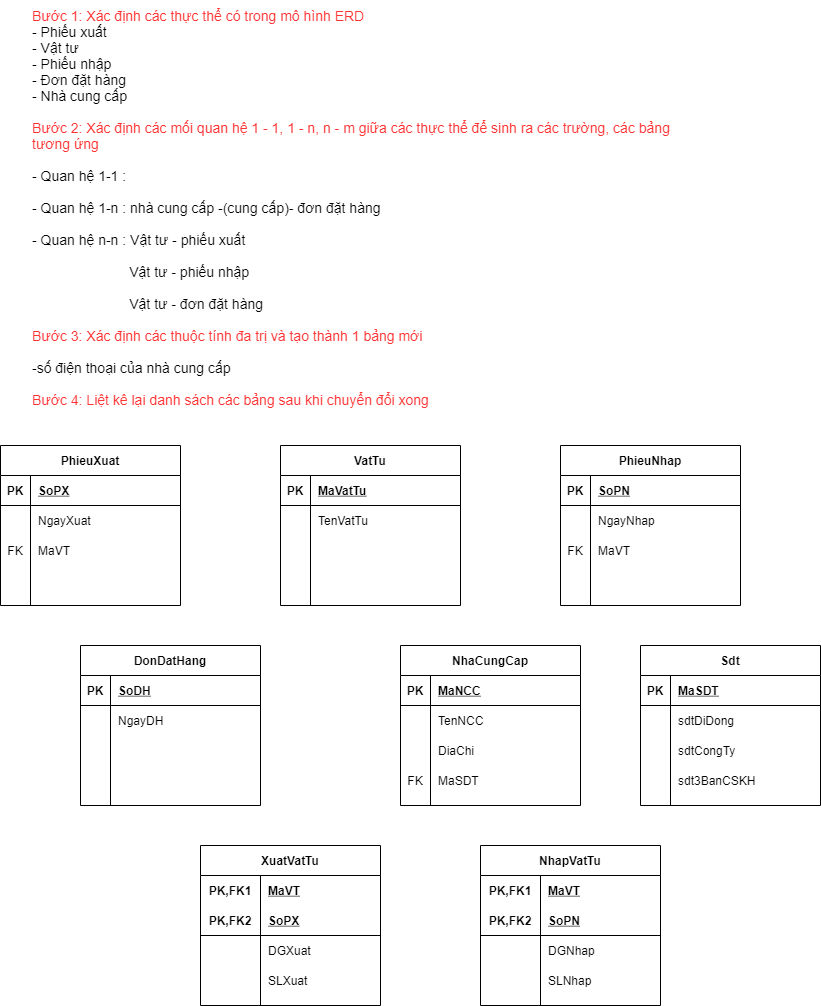 Bước 1: Xác định các thực thể có trong mô hình ERD
- Phiếu xuất
- Vật tư
- Phiếu nhập
- Đơn đặt hàng
- Nhà cung cấp
Bước 2: Xác định các mối quan hệ 1 - 1, 1 - n, n - m giữa các thực thể để sinh ra các trường, các bảng
tương ứng
- Quan hệ 1-1 :
- Quan hệ 1-n : nhà cung cấp -(cung cấp)- đơn đặt hàng
- Quan hệ n-n : Vật tư - phiếu xuất
Vật tư - phiếu nhập
Vật tư - đơn đặt hàng
Bước 3: Xác định các thuộc tính đa trị và tạo thành 1 bảng mới
-số điện thoại của nhà cung cấp
Bước 4: Liệt kê lại danh sách các bảng sau khi chuyển đổi xong
PhieuXuat
PK SoPX
NgayXuat
FK MaVT
VatTu
PK MaVatTu
TenVatTu
PhieuNhap
PK SoPN
NgayNhap
FK MaVT
DonDatHang
PK SoDH
NgayDH
NhaCungCap
PK MaNCC
TenNCC
DiaChi
FK MaSDT
Sdt
PK MaSDT
sdtDiDong
sdtCongTy
sdt3BanCSKH
XuatVatTu
PK,FK1 MaVT
PK,FK2 SoPX
DGXuat
SLXuat
NhapVatTu
PK,FK1 MaVT
PK,FK2 SoPN
DGNhap
SLNhap